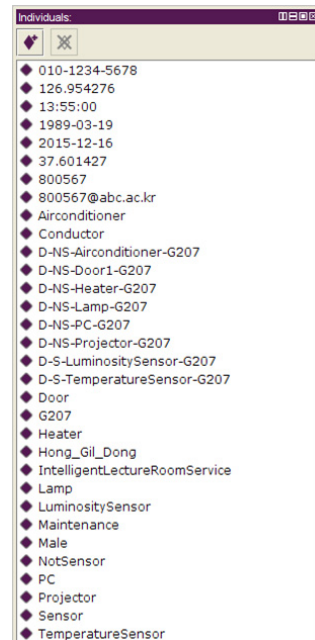 Individuals:
010-1234-5678
126.954276
13:55:00
1989-03-19
2015-12-16
37.601427
800567
800567@abc.ac.kr
Airconditioner
Conductor
D-NS-Airconditioner-G207
D-NS-Door1-G207
D-NS-Heater-G207
D-NS-Lamp-G207
D-NS-PC-G207
D-NS-Projector-G207
D-S-LuminositySensor-G207
D-S-TemperatureSensor-G207
Door
G207
Heater
Hong_Gil_Dong
IntelligentLectureRoomService
Lamp
LuminositySensor
Maintenance
Male
NotSensor
PC
Projector
Sensor
TemperatureSensor